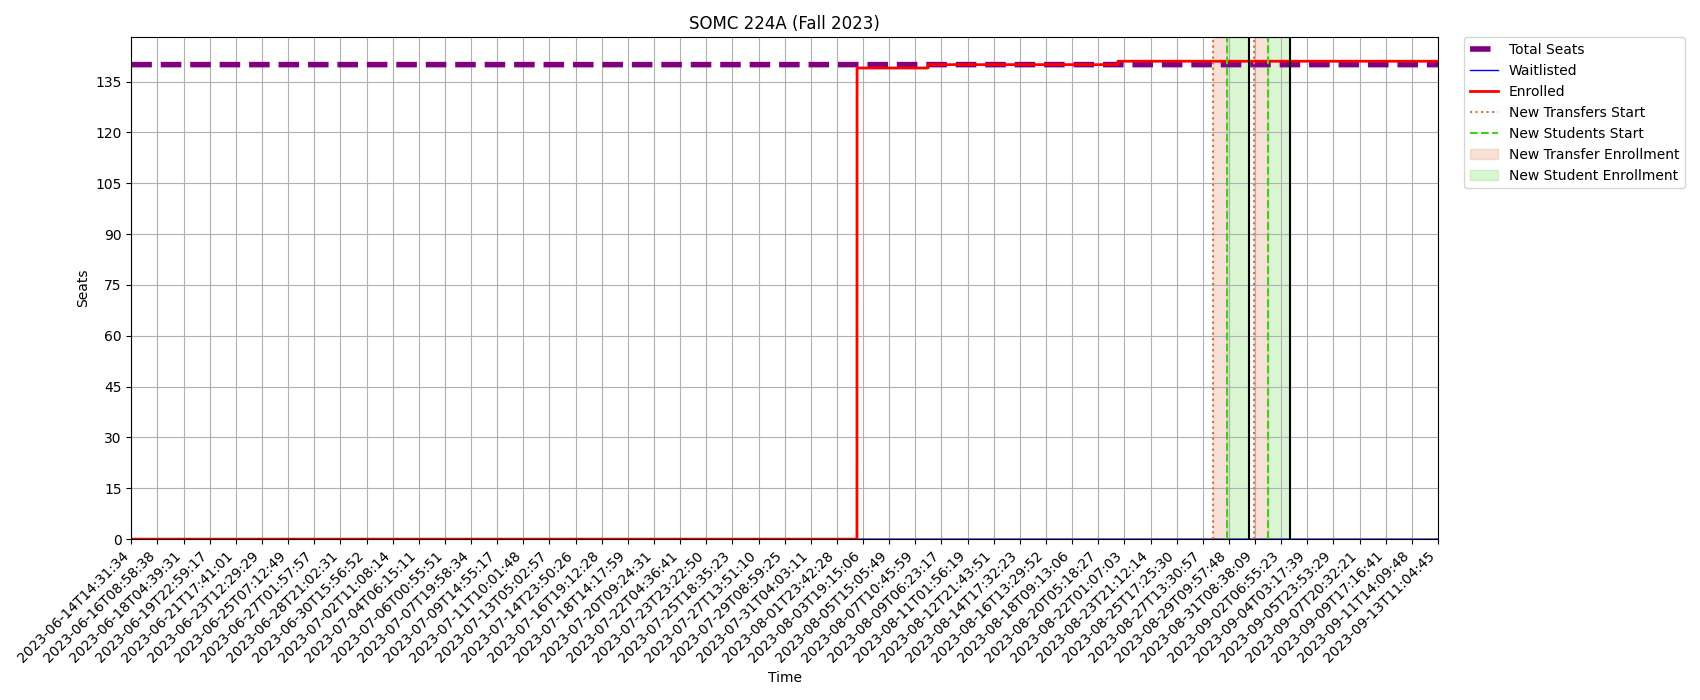 SOMC 224A (Fall 2023)
Total Seats
Waitlisted
Enrolled
New Transfers Start
New Students Start
New Transfer Enrollment
New Student Enrollment
Seats
135
120
105
90
75
60
45
30
15
0
2023-06-14T14:31:34
2023-06-16T08:58:38
2023-06-18T04:39:31
2023-06-19T22:59:17
2023-06-21T17:41:01
2023-06-23T12:29:29
2023-06-25T07:12:49
2023-06-27T01:57:57
2023-06-28T21:02:31
2023-06-30T15:56:52
2023-07-02T11:08:14
2023-07-04T06:15:11
2023-07-06T00:55:51
2023-07-07T19:58:34
2023-07-09T14:55:17
2023-07-11T10:01:48
2023-07-13T05:02:57
2023-07-14T23:50:26
2023-07-16T19:12:28
2023-07-18T14:17:59
2023-07-20T09:24:31
2023-07-22T04:36:41
2023-07-23T23:22:50
2023-07-25T18:35:23
2023-07-27T13:51:10
2023-07-29T08:59:25
2023-07-31T04:03:11
2023-08-01T23:42:28
2023-08-03T19:15:06
2023-08-05T15:05:49
2023-08-07T10:45:59
2023-08-09T06:23:17
2023-08-11T01:56:19
2023-08-12T21:43:51
2023-08-14T17:32:23
2023-08-16T13:29:52
2023-08-18T09:13:06
2023-08-20T05:18:27
2023-08-22T01:07:03
2023-08-23T21:12:14
2023-08-25T17:25:30
2023-08-27T13:30:57
2023-08-29T09:57:48
2023-08-31T08:38:09
2023-09-02T06:55:23
2023-09-04T03:17:39
2023-09-05T23:53:29
2023-09-07T20:32:21
2023-09-09T17:16:41
2023-09-11T14:09:48
2023-09-13T11:04:45
Time